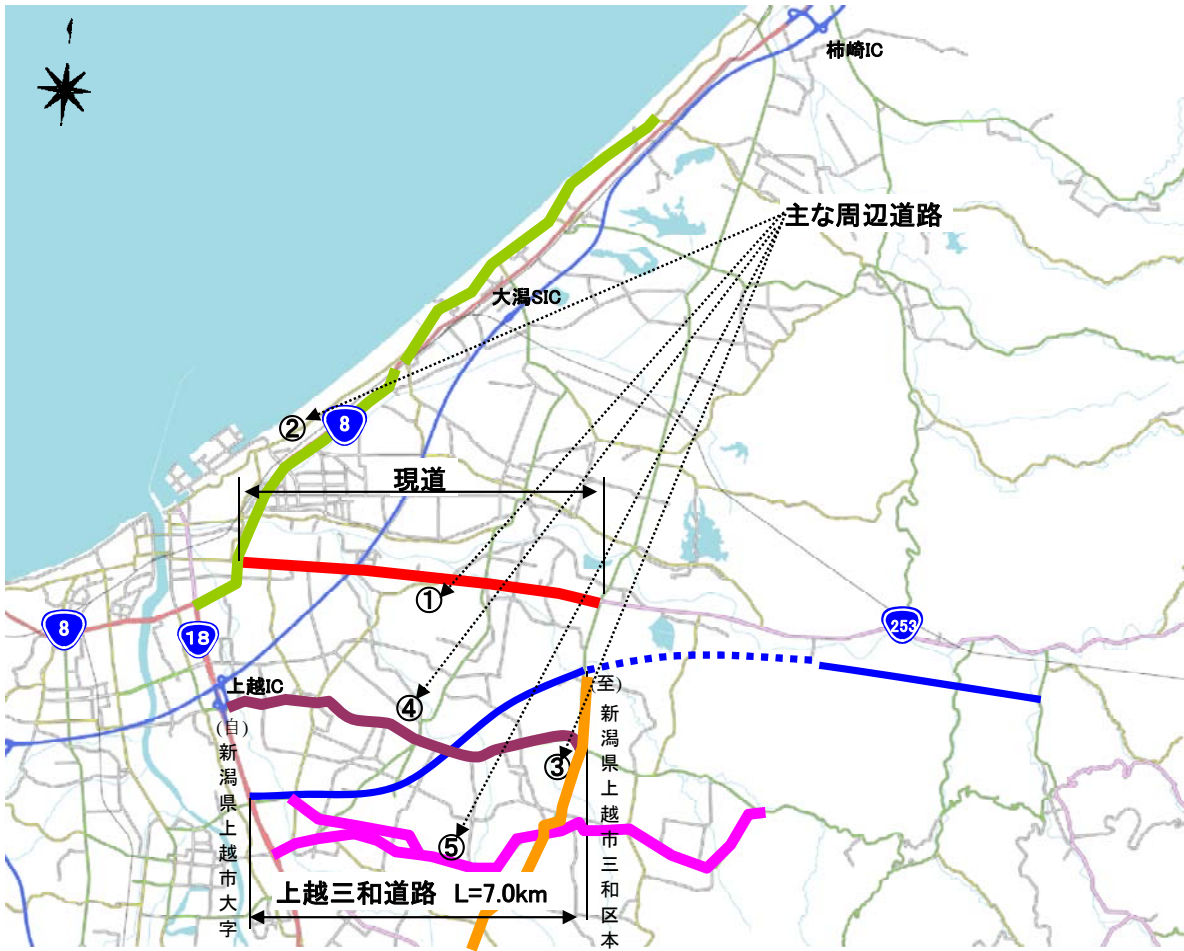 柿崎IC
主な周辺道路
大潟SIC
②
8
現道
①
8
18
253
上越IC
④
(自)
新潟県上越市大字
(至)
新潟県上越市三和区本
③
⑤
上越三和道路 L=7.0km